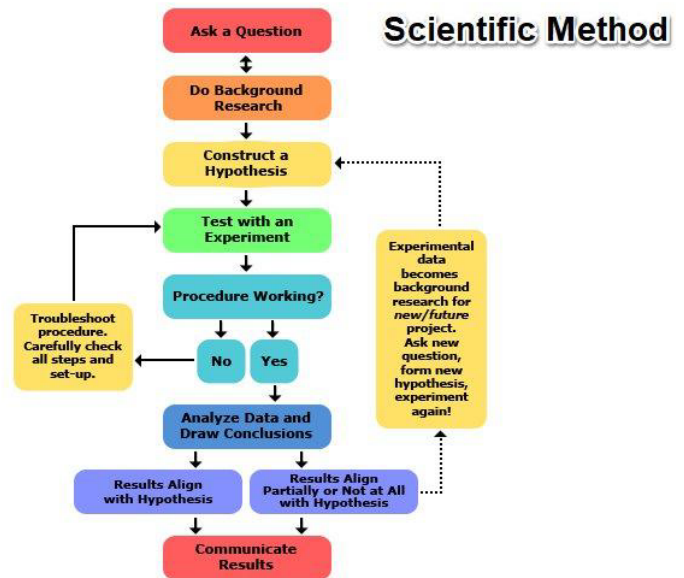 Scientific Method
Ask a Question
Do Background
Research
Construct a
Hypothesis
Test with an
Experiment
Procedure Working?
No
Yes
Troubleshoot
procedure.
Carefully check
all steps and
set-up.
Analyze Data and
Draw Conclusions
Results Align
with Hypothesis
Results Align
Partially or Not at All
with Hypothesis
Experimental
data
becomes
background
research for
new/future
project.
Ask new
question,
form new
hypothesis,
experiment
again!
Communicate
Results